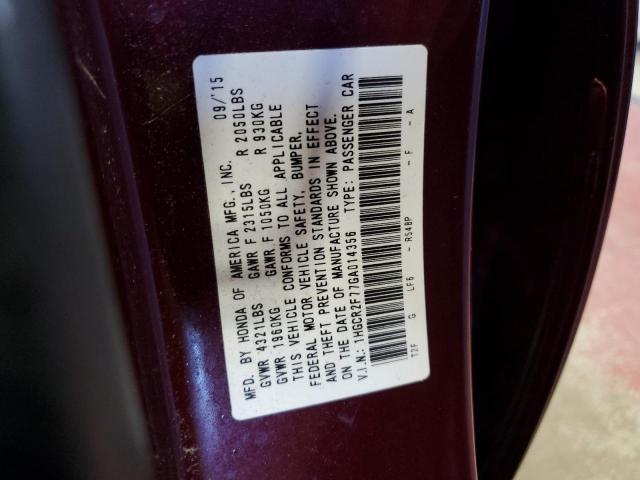 MFD. BY HONDA OF AMERICA MFG., INC. 09/'15
GVWR 4321LBS GAWR F 2315LBS R 2050LBS
GVWR 1960KG GAWR F 1050KG R 930KG
THIS VEHICLE CONFORMS TO ALL APPLICABLE
FEDERAL MOTOR VEHICLE SAFETY, BUMPER,
AND THEFT PREVENTION STANDARDS IN EFFECT
ON THE DATE OF MANUFACTURE SHOWN ABOVE.
V.I.N.: 1HGCR2F77GA014356 TYPE: PASSENGER CAR
T2F G LF6 - R548P - F - A